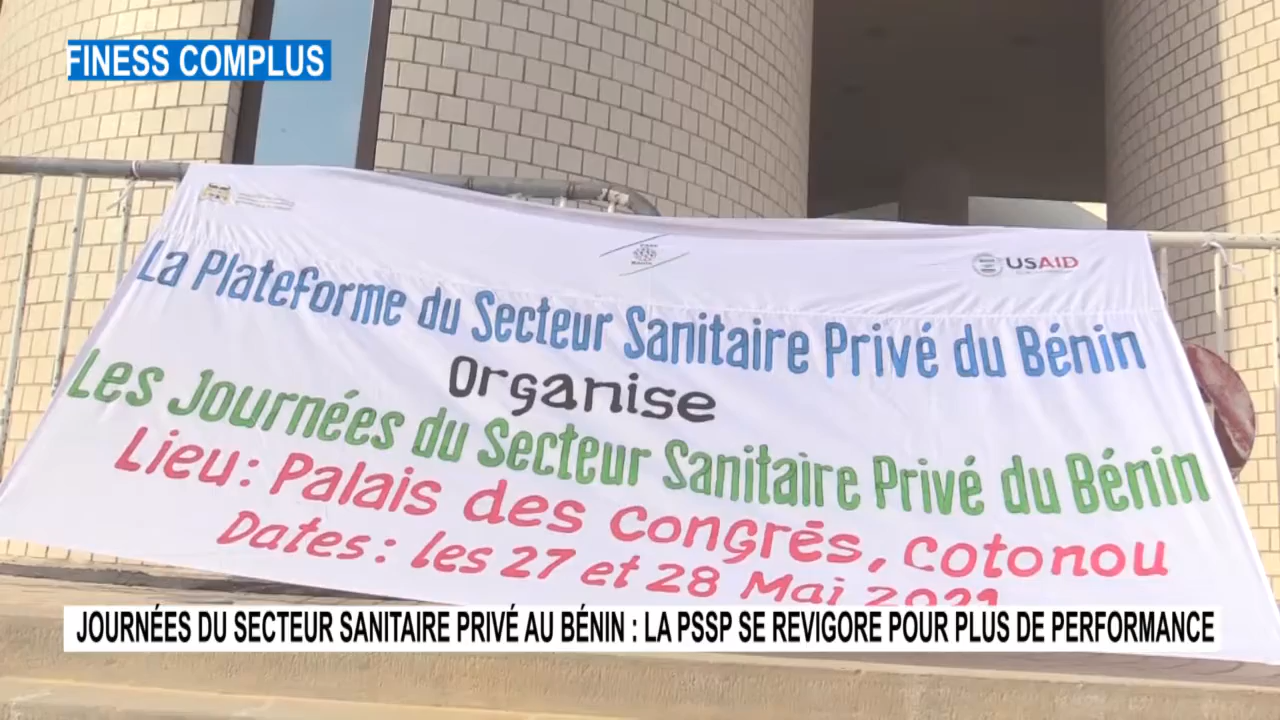 FINESS COMPLUS
USAID
La Plateforme du Secteur Sanitaire Privé du Bénin
Organise
Les Journées du Secteur Sanitaire Privé du Bénin
Lieu : Palais des Congrès, Cotonou
Dates : les 27 et 28 Mai 2021
JOURNÉES DU SECTEUR SANITAIRE PRIVÉ AU BÉNIN : LA PSSP SE REVIGORE POUR PLUS DE PERFORMANCE